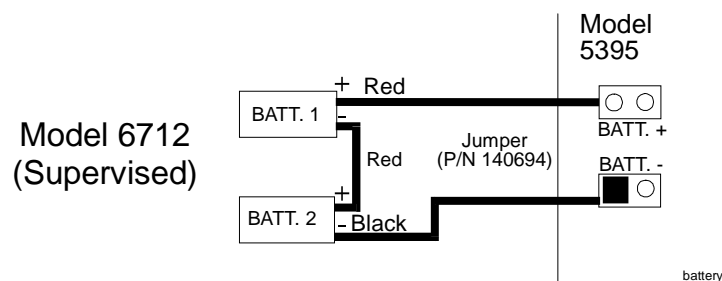 Model
5395
+ Red
BATT. 1
-
BATT. +
Model 6712
(Supervised)
Jumper
(P/N 140694)
Red
BATT. -
+
BATT. 2
- Black
battery